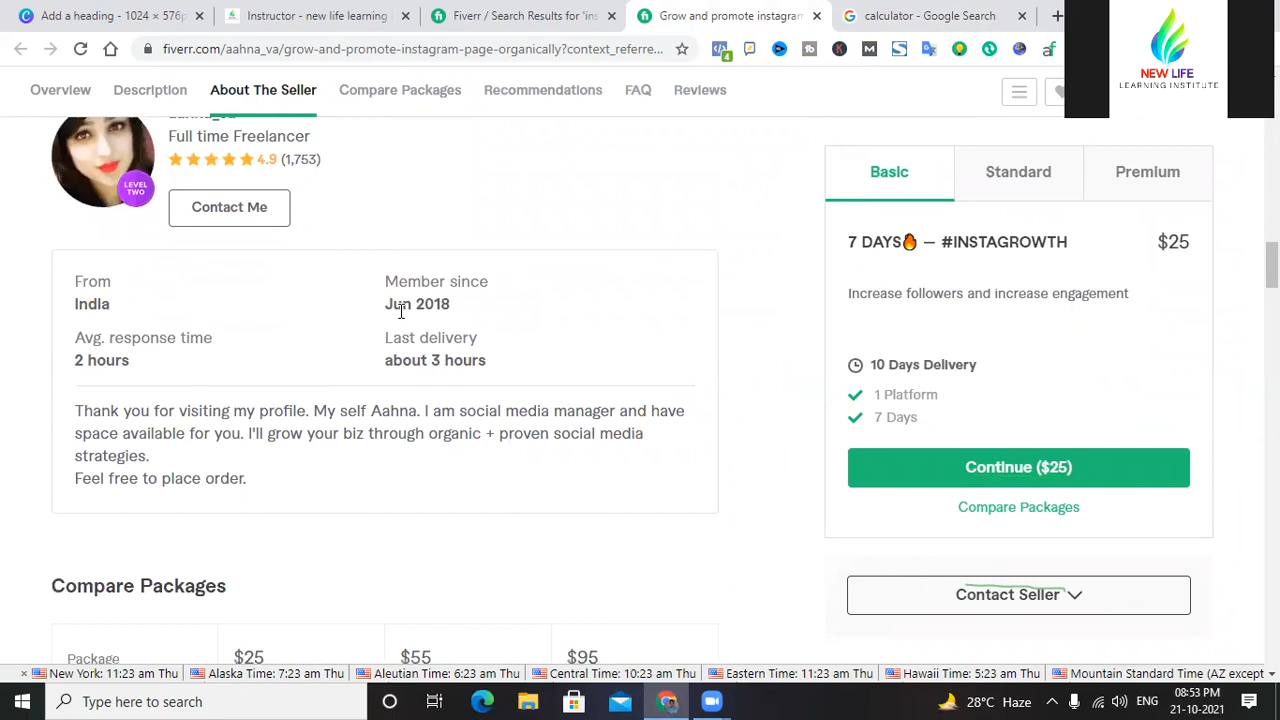 Add a heading - 1024 × 576p
Instructor - new life learning
Fiverr / Search Results for 'ins
Grow and promote instagram
calculator - Google Search
fiverr.com/aahna_va/grow-and-promote-instagram-page-organically?context_referre...
4
NEW LIFE
LEARNING INSTITUTE
Overview Description About The Seller Compare Packages Recommendations FAQ Reviews
Full time Freelancer
4.9 (1,753)
LEVEL
TWO
Contact Me
From
India
Member since
Jun 2018
Avg. response time
2 hours
Last delivery
about 3 hours
Thank you for visiting my profile. My self Aahna. I am social media manager and have
space available for you. I'll grow your biz through organic + proven social media
strategies.
Feel free to place order.
Compare Packages
Package $25 $55 $95
Basic Standard Premium
7 DAYS🔥 — #INSTAGROWTH $25
Increase followers and increase engagement
10 Days Delivery
1 Platform
7 Days
Continue ($25)
Compare Packages
Contact Seller
New York: 11:23 am Thu Alaska Time: 7:23 am Thu Aleutian Time: 6:23 am Thu Central Time: 10:23 am Thu Eastern Time: 11:23 am Thu Hawaii Time: 5:23 am Thu Mountain Standard Time (AZ except
Type here to search
28°C Haze
ENG
08:53 PM
21-10-2021